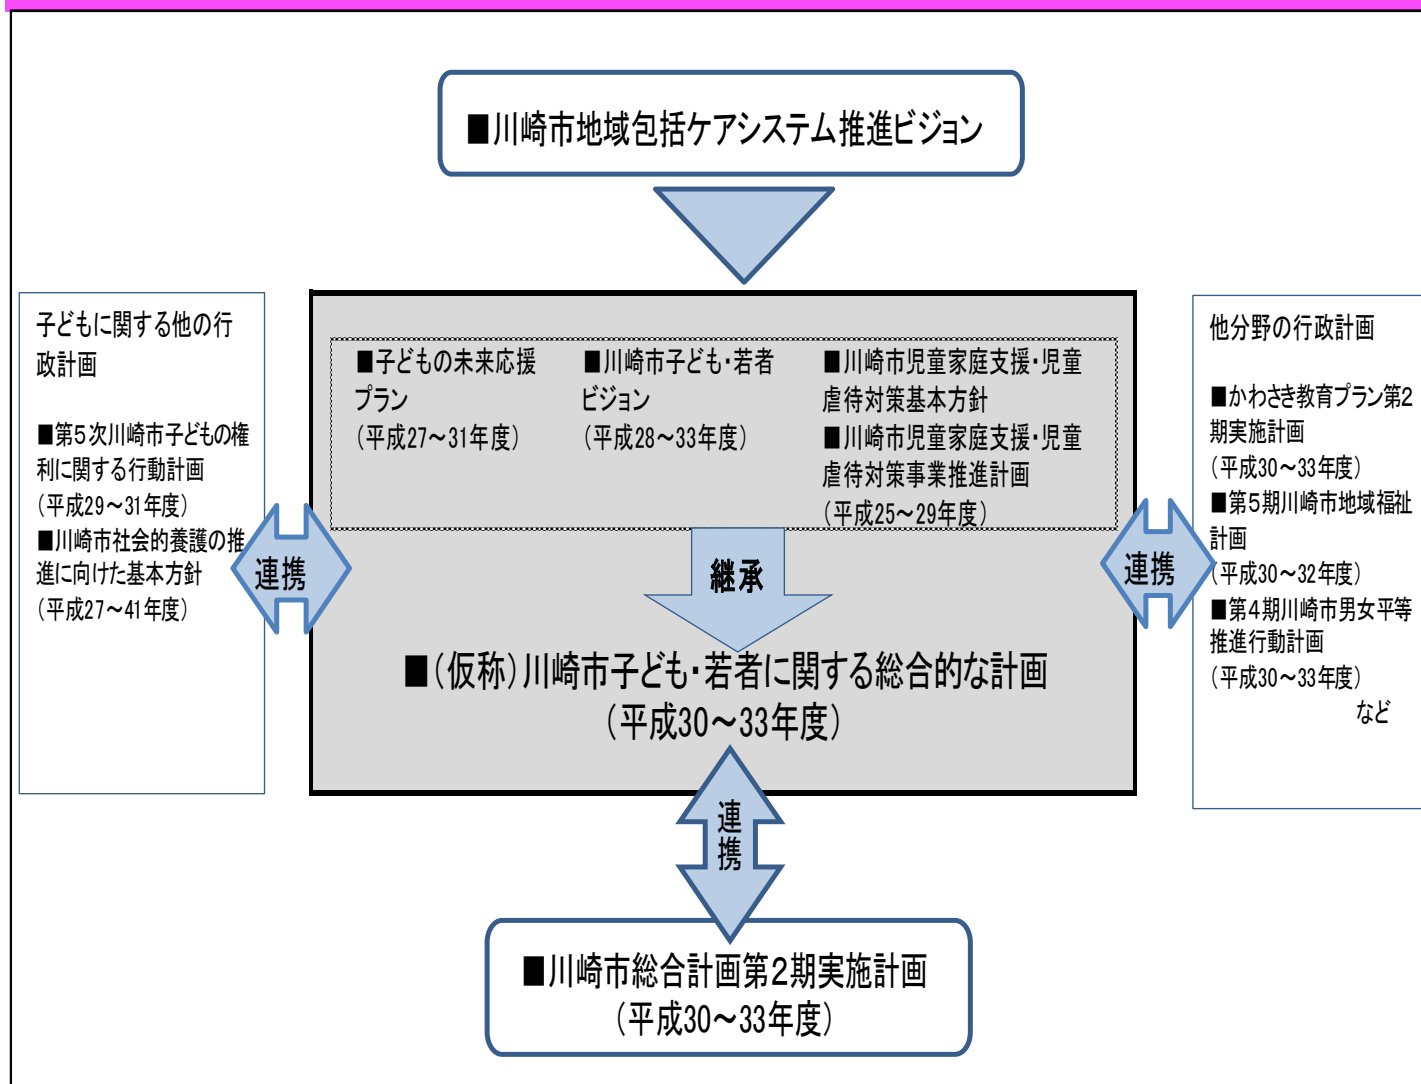 ■川崎市地域包括ケアシステム推進ビジョン
子どもに関する他の行
政計画
■第5次川崎市子どもの権
利に関する行動計画
(平成29~31年度)
■川崎市社会的養護の推
進に向けた基本方針
(平成27~41年度)
連携
■子どもの未来応援
プラン
(平成27~31年度)
■川崎市子ども・若者
ビジョン
(平成28~33年度)
■川崎市児童家庭支援・児童
虐待対策基本方針
■川崎市児童家庭支援・児童
虐待対策事業推進計画
(平成25~29年度)
継承
■(仮称)川崎市子ども・若者に関する総合的な計画
(平成30~33年度)
連携
他分野の行政計画
■かわさき教育プラン第2
期実施計画
(平成30~33年度)
■第5期川崎市地域福祉
計画
(平成30~32年度)
■第4期川崎市男女平等
推進行動計画
(平成30~33年度)
など
連
携
■川崎市総合計画第2期実施計画
(平成30~33年度)